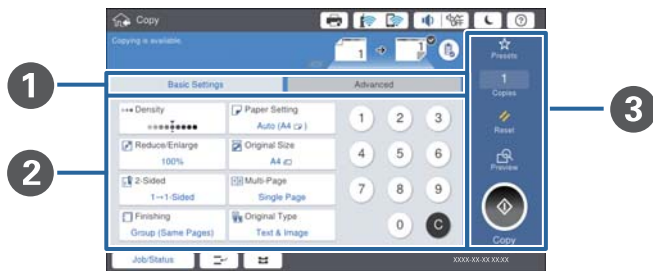 Copy
Copying is available.
1
1
Basic Settings
Advanced
Density
Paper Setting
Auto (A4)
Reduce/Enlarge
100%
Original Size
A4
2-Sided
1→1-Sided
Multi-Page
Single Page
Finishing
Group (Same Pages)
Original Type
Text & Image
1 2 3
4 5 6
7 8 9
0 C
Presets
1
Copies
Reset
Preview
Copy
Job/Status
XXXX-XX-XX XX:XX
1
2
3